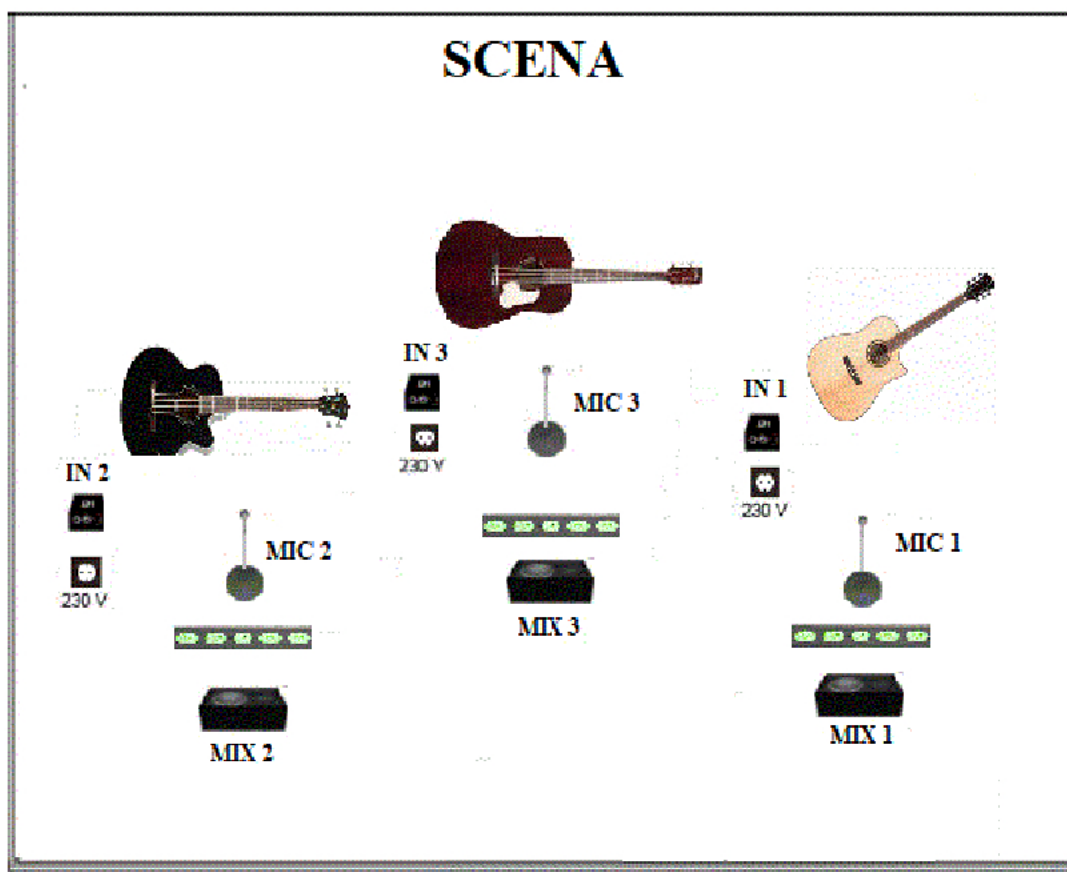 SCENA
IN 3
MIC 3
230 V
IN 1
230 V
MIC 1
IN 2
230 V
MIC 2
MIX 3
MIX 2
MIX 1